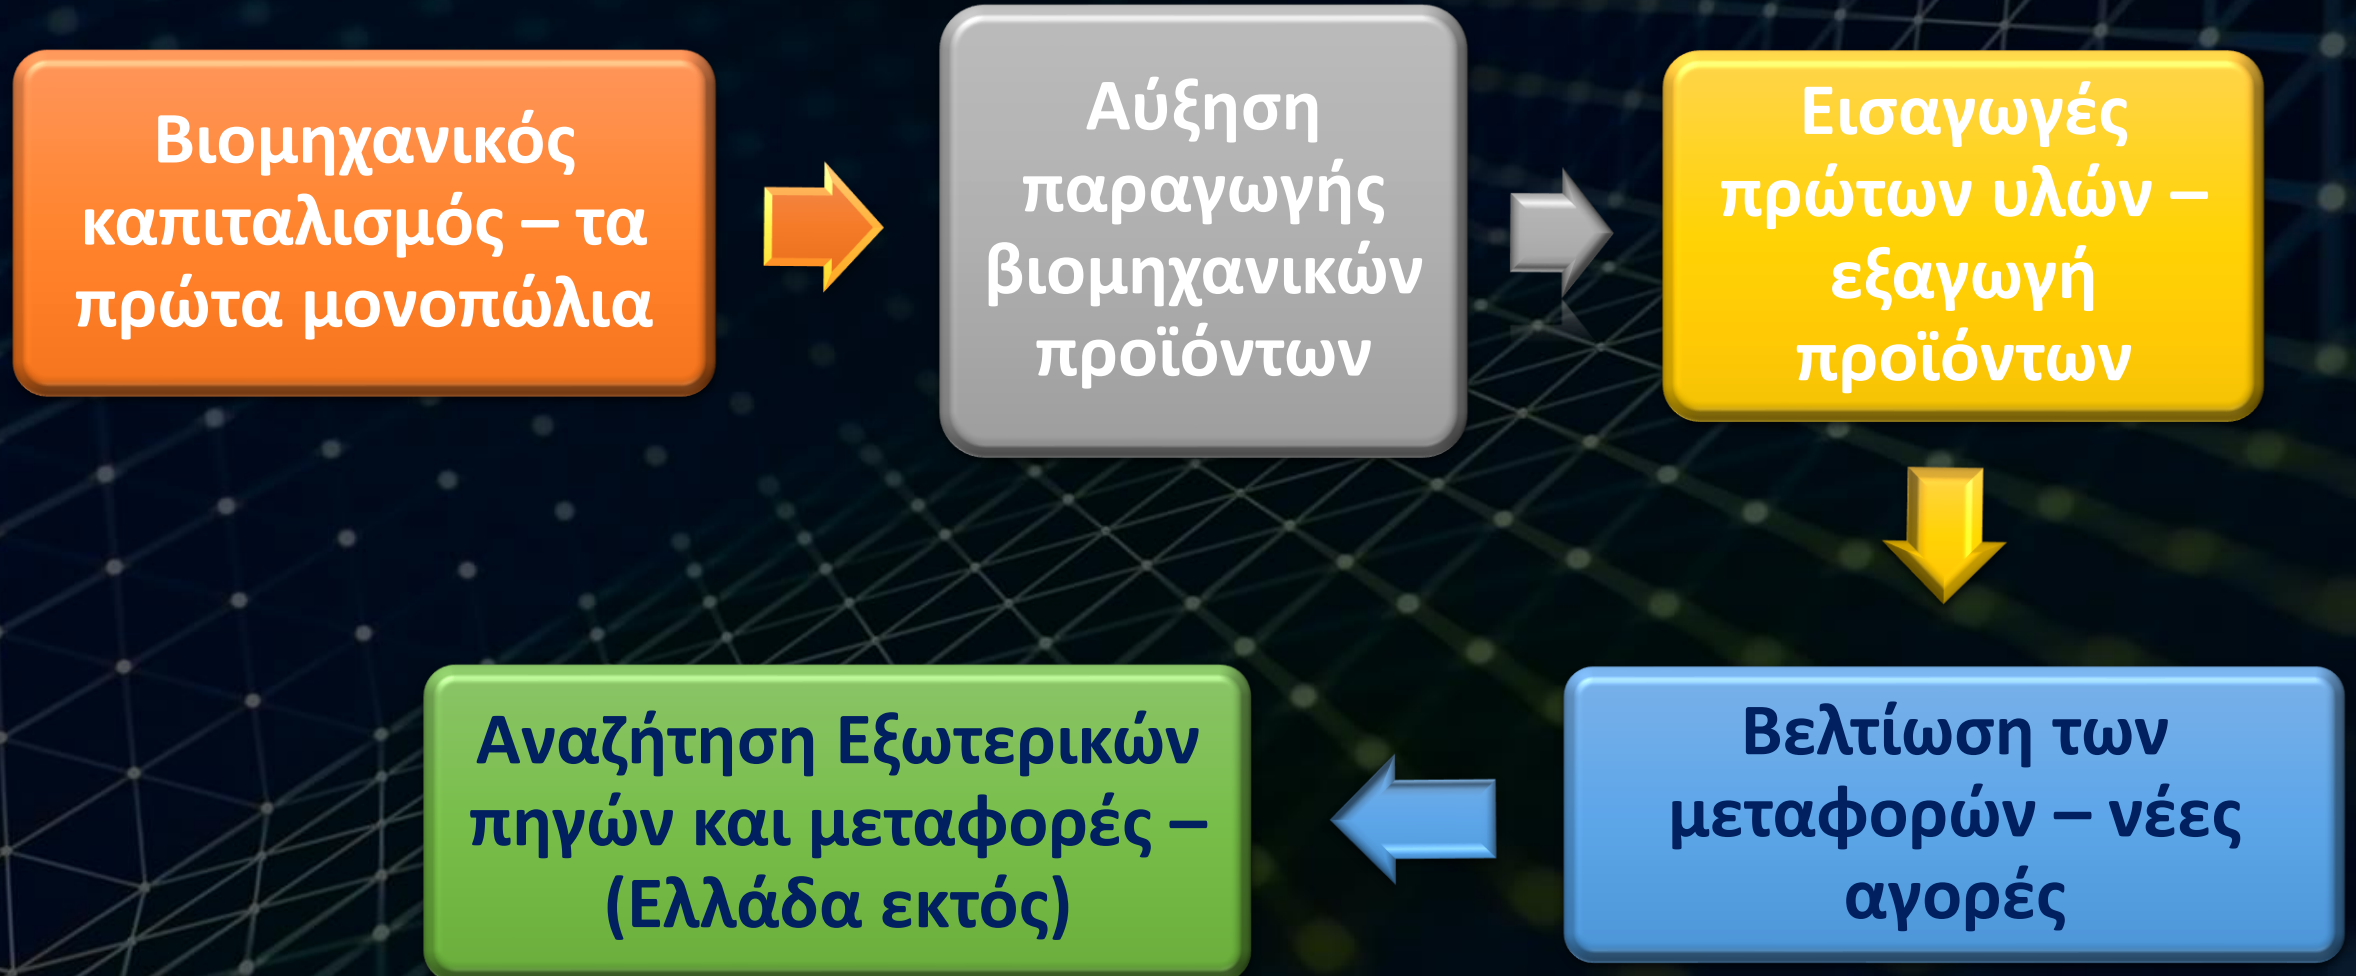 Βιομηχανικός
καπιταλισμός – τα
πρώτα μονοπώλια
Αύξηση
παραγωγής
βιομηχανικών
προϊόντων
Εισαγωγές
πρώτων υλών –
εξαγωγή
προϊόντων
Βελτίωση των
μεταφορών – νέες
αγορές
Αναζήτηση Εξωτερικών
πηγών και μεταφορές –
(Ελλάδα εκτός)